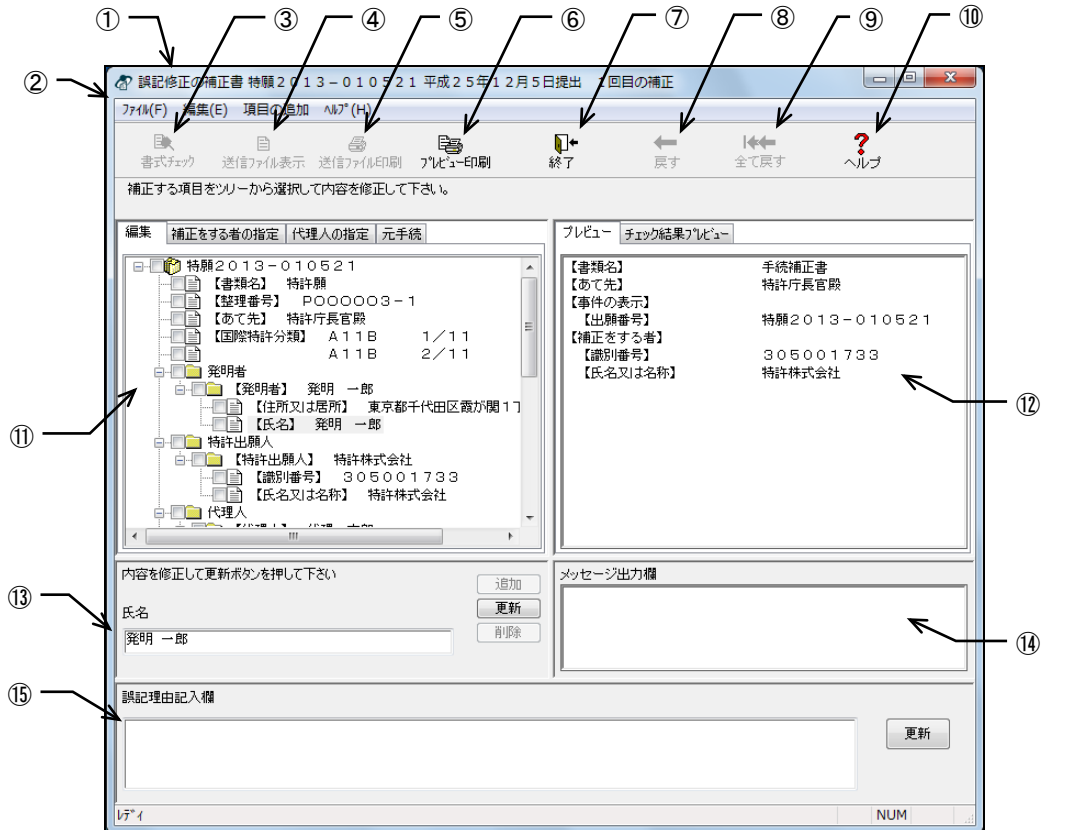 ① ③ ④ ⑤ ⑥ ⑦ ⑧ ⑨ ⑩
②
誤記修正の補正書 特願２０１３－０１０５２１ 平成２５年１２月５日提出　１回目の補正
ﾌｧｲﾙ(F) 編集(E) 項目の追加 ﾍﾙﾌﾟ(H)
書式ﾁｪｯｸ 送信ﾌｧｲﾙ表示 送信ﾌｧｲﾙ印刷 ﾌﾟﾚﾋﾞｭｰ印刷 終了 戻す 全て戻す ヘルプ
補正する項目をツリーから選択して内容を修正して下さい。
編集 補正をする者の指定 代理人の指定 元手続
特願２０１３－０１０５２１
【書類名】 特許願
【整理番号】 ＰＯＯＯＯＯ３－１
【あて先】 特許庁長官殿
【国際特許分類】 Ａ１１Ｂ １／１１
Ａ１１Ｂ ２／１１
発明者
【発明者】 発明 一郎
【住所又は居所】 東京都千代田区霞が関１丁
【氏名】 発明 一郎
特許出願人
【特許出願人】 特許株式会社
【識別番号】 ３０５００１７３３
【氏名又は名称】 特許株式会社
代理人
⑪
プレビュー ﾁｪｯｸ結果ﾌﾟﾚﾋﾞｭｰ
【書類名】 手続補正書
【あて先】 特許庁長官殿
【事件の表示】
【出願番号】 特願２０１３－０１０５２１
【補正をする者】
【識別番号】 ３０５００１７３３
【氏名又は名称】 特許株式会社
⑫
内容を修正して更新ボタンを押して下さい
追加
氏名
更新
発明 一郎
削除
⑬
メッセージ出力欄
⑭
誤記理由記入欄
⑮
更新
ﾚﾃﾞｨ NUM